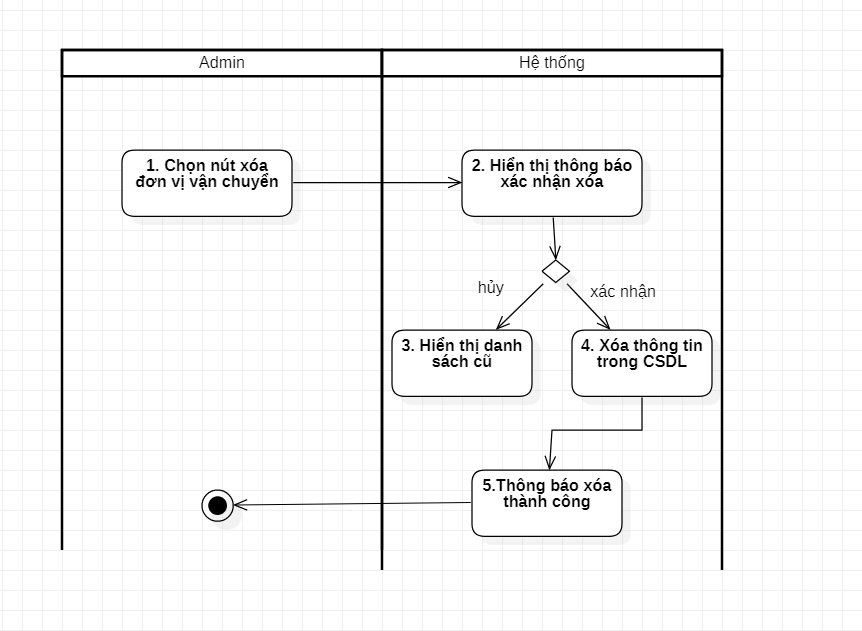 Admin
Hệ thống
1. Chọn nút xóa
đơn vị vận chuyển
2. Hiển thị thông báo
xác nhận xóa
hủy
xác nhận
3. Hiển thị danh
sách cũ
4. Xóa thông tin
trong CSDL
5.Thông báo xóa
thành công